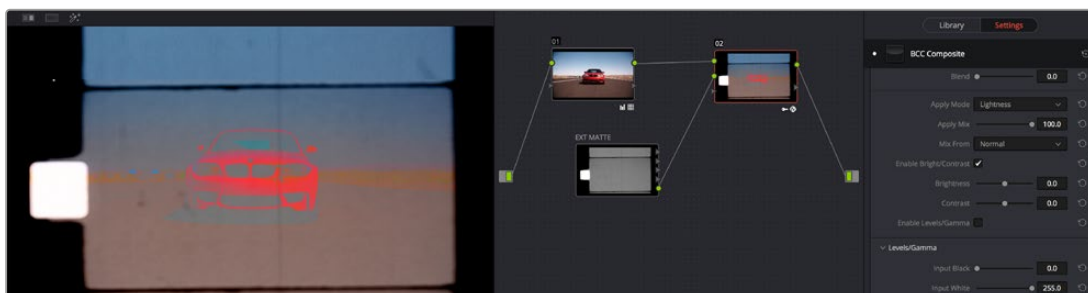 Library Settings
01
02
BCC Composite
Blend 0.0
Apply Mode Lightness
Apply Mix 100.0
EXT MATTE
Mix From Normal
Enable Bright/Contrast
Brightness 0.0
Contrast 0.0
Enable Levels/Gamma
Levels/Gamma
Input Black 0.0
Input White 255.0